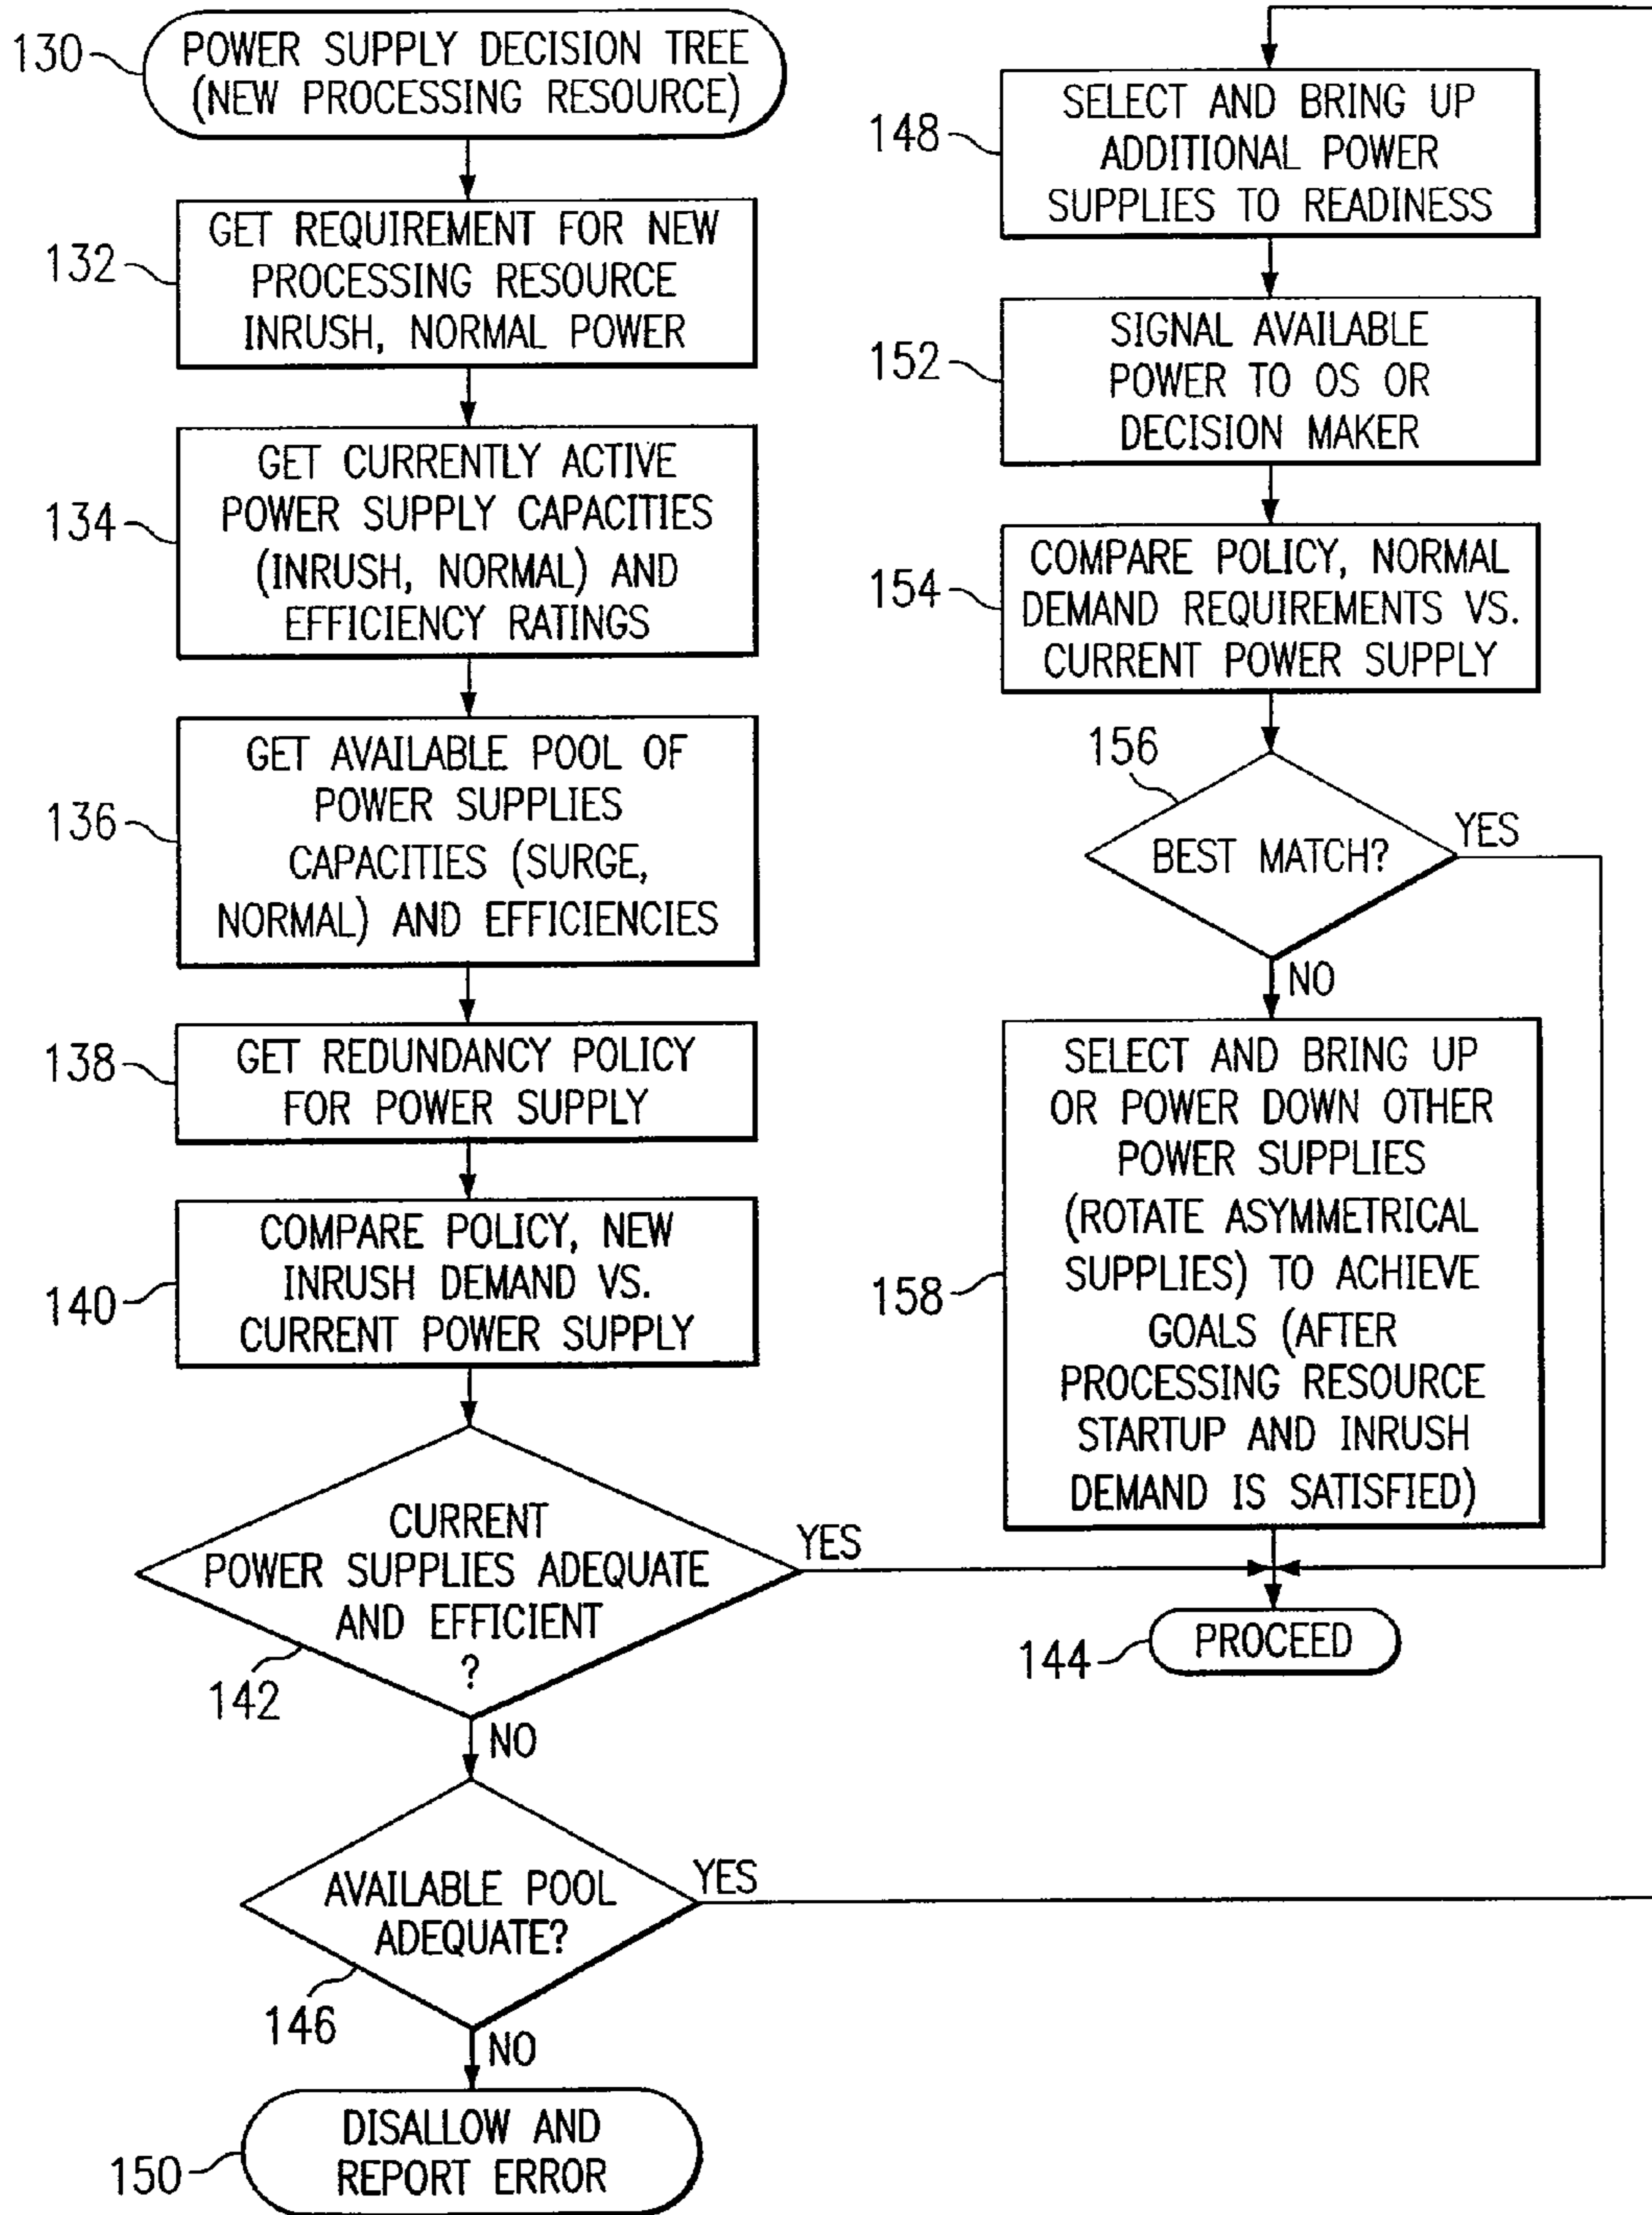 130
POWER SUPPLY DECISION TREE
(NEW PROCESSING RESOURCE)
132
GET REQUIREMENT FOR NEW
PROCESSING RESOURCE
INRUSH, NORMAL POWER
134
GET CURRENTLY ACTIVE
POWER SUPPLY CAPACITIES
(INRUSH, NORMAL) AND
EFFICIENCY RATINGS
136
GET AVAILABLE POOL OF
POWER SUPPLIES
CAPACITIES (SURGE,
NORMAL) AND EFFICIENCIES
138
GET REDUNDANCY POLICY
FOR POWER SUPPLY
140
COMPARE POLICY, NEW
INRUSH DEMAND VS.
CURRENT POWER SUPPLY
CURRENT
POWER SUPPLIES ADEQUATE
AND EFFICIENT
?
142
YES
NO
AVAILABLE POOL
ADEQUATE?
146
YES
NO
150
DISALLOW AND
REPORT ERROR
148
SELECT AND BRING UP
ADDITIONAL POWER
SUPPLIES TO READINESS
152
SIGNAL AVAILABLE
POWER TO OS OR
DECISION MAKER
154
COMPARE POLICY, NORMAL
DEMAND REQUIREMENTS VS.
CURRENT POWER SUPPLY
156
BEST MATCH?
YES
NO
158
SELECT AND BRING UP
OR POWER DOWN OTHER
POWER SUPPLIES
(ROTATE ASYMMETRICAL
SUPPLIES) TO ACHIEVE
GOALS (AFTER
PROCESSING RESOURCE
STARTUP AND INRUSH
DEMAND IS SATISFIED)
144
PROCEED